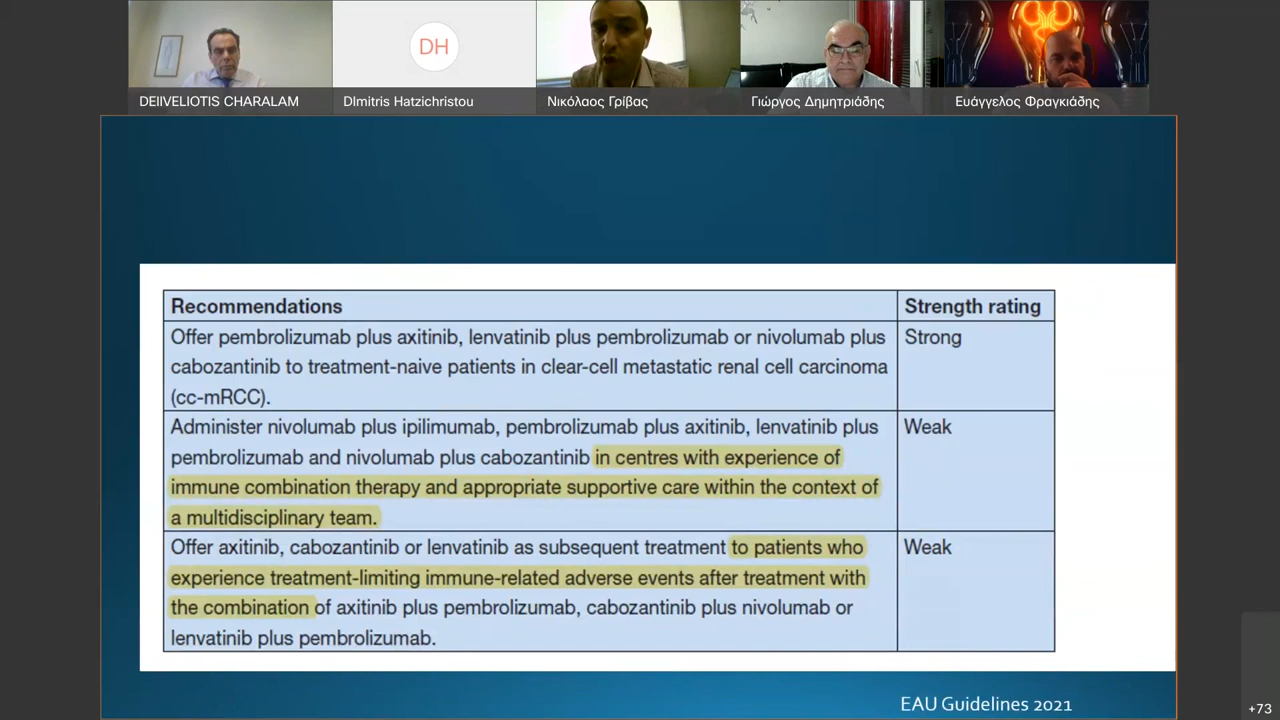 DEIIVELIOTIS CHARALAM
DH
DImitris Hatzichristou
Νικόλαος Γρίβας
Γιώργος Δημητριάδης
Ευάγγελος Φραγκιάδης
Recommendations
Strength rating
Offer pembrolizumab plus axitinib, lenvatinib plus pembrolizumab or nivolumab plus
cabozantinib to treatment-naive patients in clear-cell metastatic renal cell carcinoma
(cc-mRCC).
Strong
Administer nivolumab plus ipilimumab, pembrolizumab plus axitinib, lenvatinib plus
pembrolizumab and nivolumab plus cabozantinib in centres with experience of
immune combination therapy and appropriate supportive care within the context of
a multidisciplinary team.
Weak
Offer axitinib, cabozantinib or lenvatinib as subsequent treatment to patients who
experience treatment-limiting immune-related adverse events after treatment with
the combination of axitinib plus pembrolizumab, cabozantinib plus nivolumab or
lenvatinib plus pembrolizumab.
Weak
EAU Guidelines 2021
+73